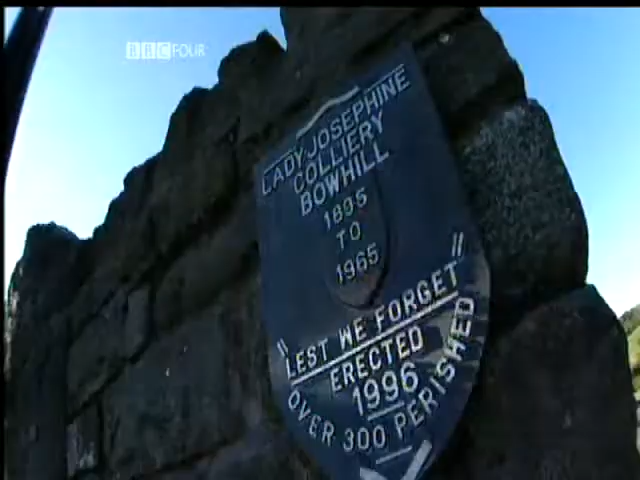 BBC FOUR
LADY JOSEPHINE
COLLIERY
BOWHILL
1895
TO
1965
"LEST WE FORGET"
ERECTED
1996
OVER 300 PERISHED